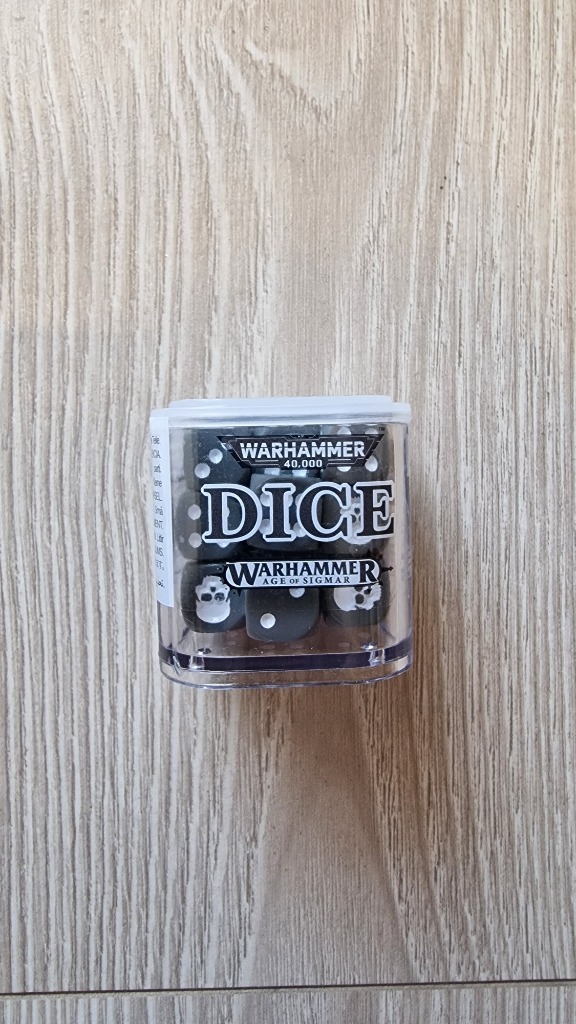 WARHAMMER
40,000
DICE
WARHAMMER
AGE OF SIGMAR